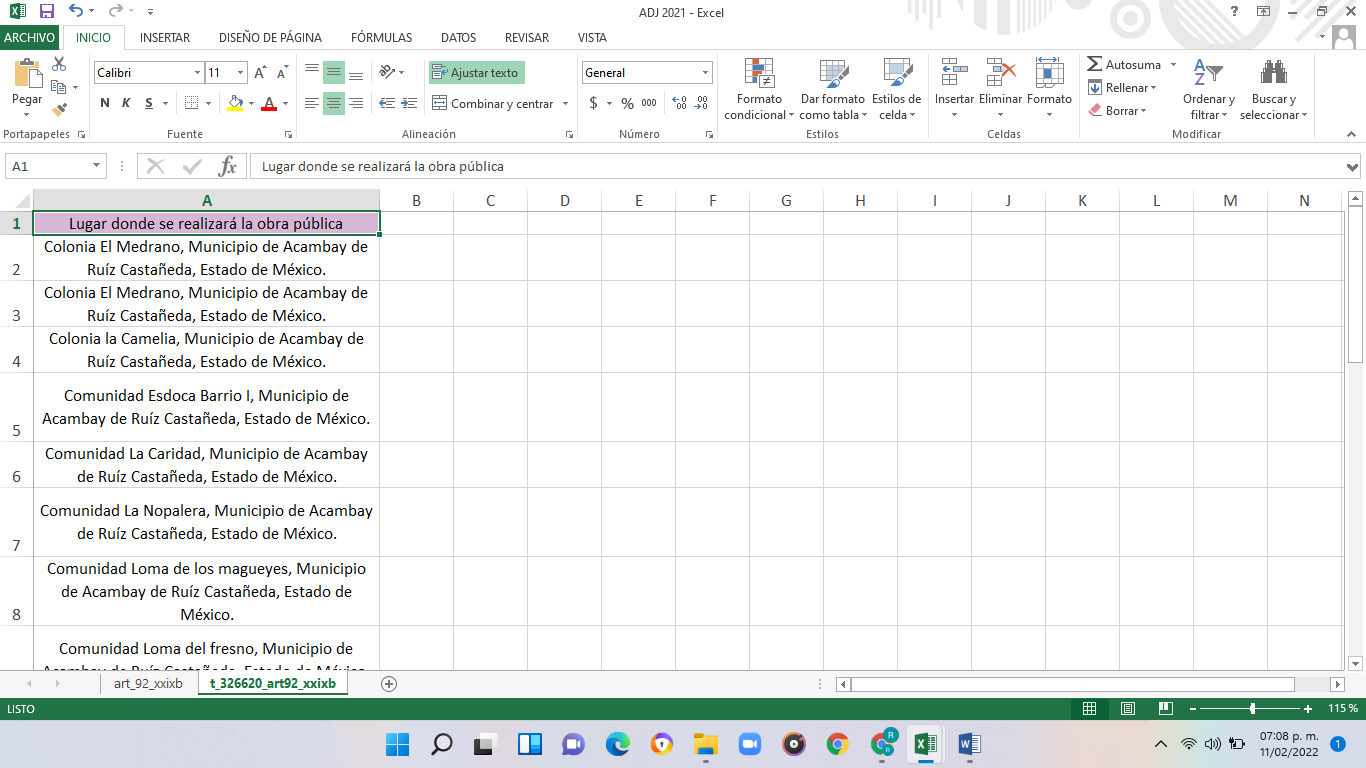 ADJ 2021 - Excel
ARCHIVO INICIO INSERTAR DISEÑO DE PÁGINA FÓRMULAS DATOS REVISAR VISTA
Pegar
Portapapeles
Calibri 11
N K S
Fuente
Ajustar texto
Combinar y centrar
Alineación
General
$ % 000
Número
Formato condicional
Dar formato como tabla
Estilos de celda
Estilos
Insertar Eliminar Formato
Celdas
Autosuma
Rellenar
Borrar
Ordenar y filtrar
Buscar y seleccionar
Modificar
A1 fx Lugar donde se realizará la obra pública
A B C D E F G H I J K L M N
1 Lugar donde se realizará la obra pública
Colonia El Medrano, Municipio de Acambay de
2 Ruíz Castañeda, Estado de México.
Colonia El Medrano, Municipio de Acambay de
3 Ruíz Castañeda, Estado de México.
Colonia la Camelia, Municipio de Acambay de
4 Ruíz Castañeda, Estado de México.
Comunidad Esdoca Barrio I, Municipio de
Acambay de Ruíz Castañeda, Estado de México.
5
Comunidad La Caridad, Municipio de Acambay
6 de Ruíz Castañeda, Estado de México.
Comunidad La Nopalera, Municipio de Acambay
de Ruíz Castañeda, Estado de México.
7
Comunidad Loma de los magueyes, Municipio
de Acambay de Ruíz Castañeda, Estado de
8 México.
Comunidad Loma del fresno, Municipio de
Acambay de Ruíz Castañeda, Estado de México.
art_92_xxixb t_326620_art92_xxixb
LISTO 115 %
07:08 p. m.
11/02/2022 1